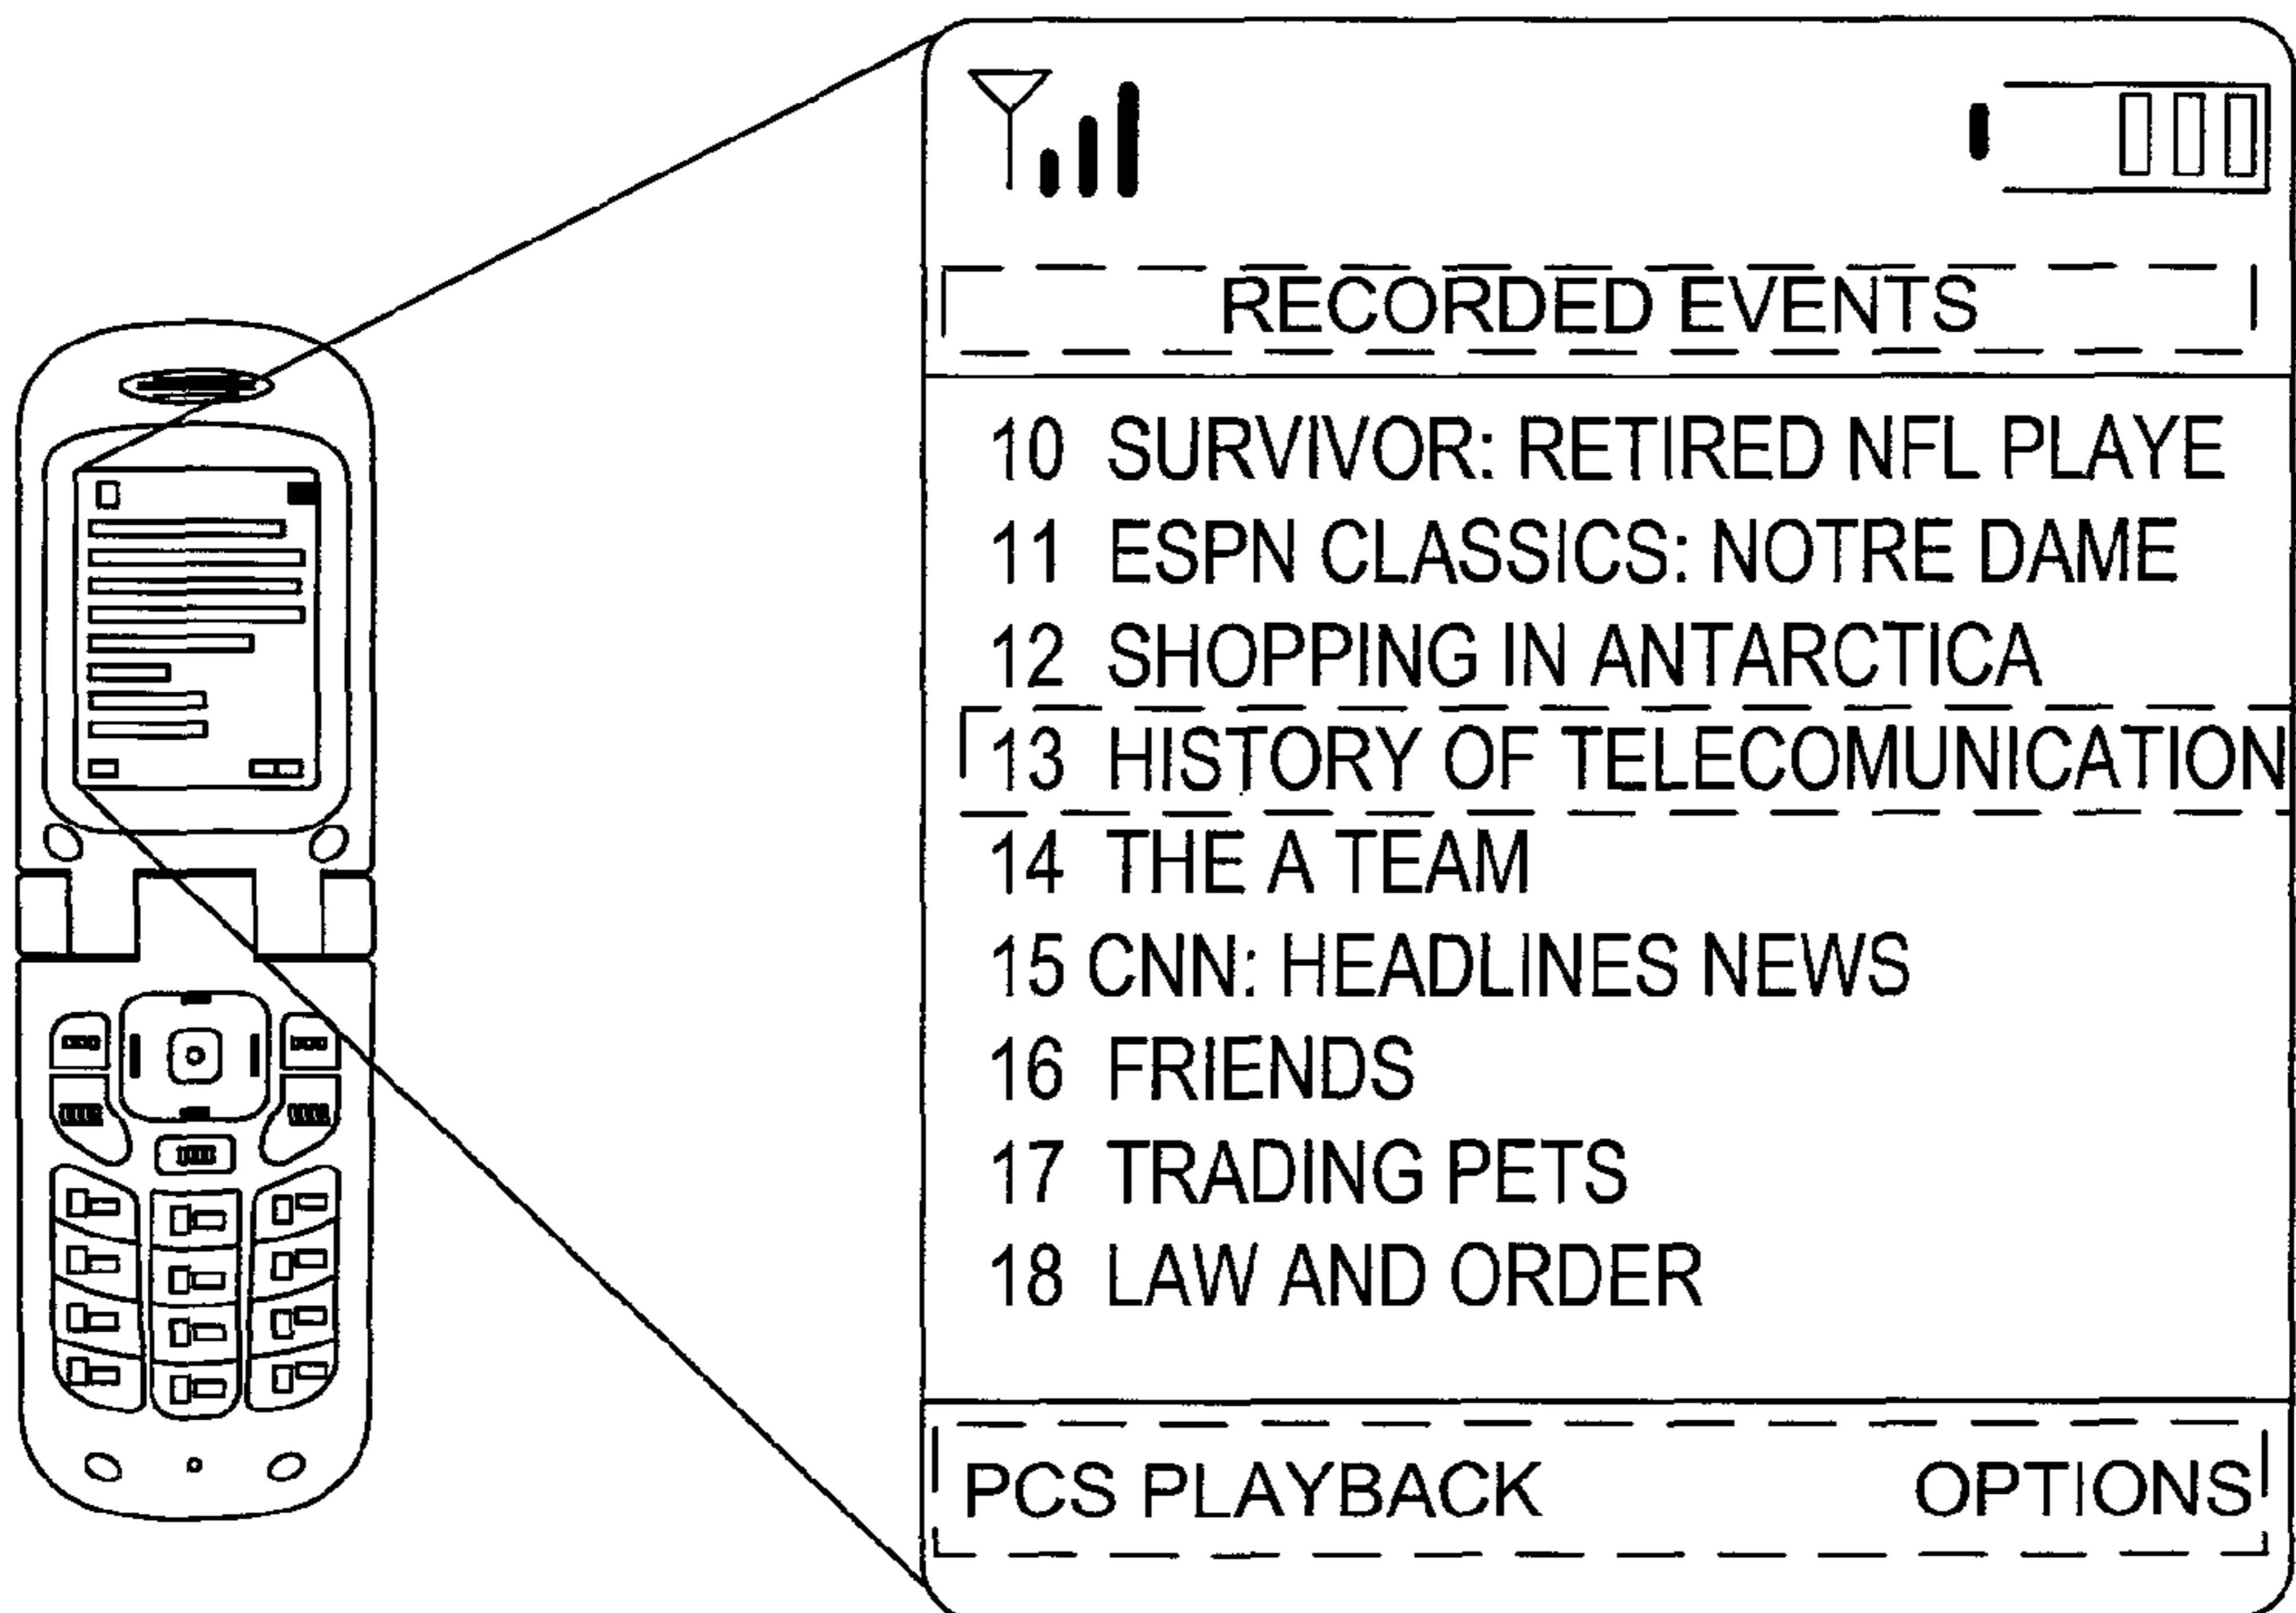 RECORDED EVENTS
10 SURVIVOR: RETIRED NFL PLAYE
11 ESPN CLASSICS: NOTRE DAME
12 SHOPPING IN ANTARCTICA
13 HISTORY OF TELECOMUNICATION
14 THE A TEAM
15 CNN: HEADLINES NEWS
16 FRIENDS
17 TRADING PETS
18 LAW AND ORDER
PCS PLAYBACK OPTIONS